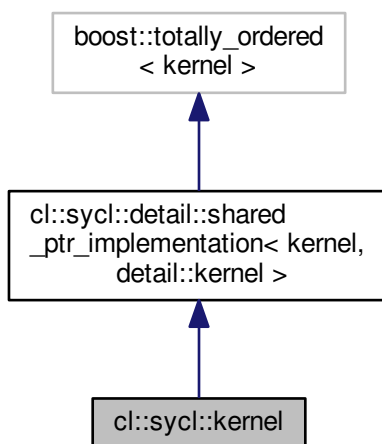 boost::totally_ordered
< kernel >
cl::sycl::detail::shared
_ptr_implementation< kernel,
detail::kernel >
cl::sycl::kernel